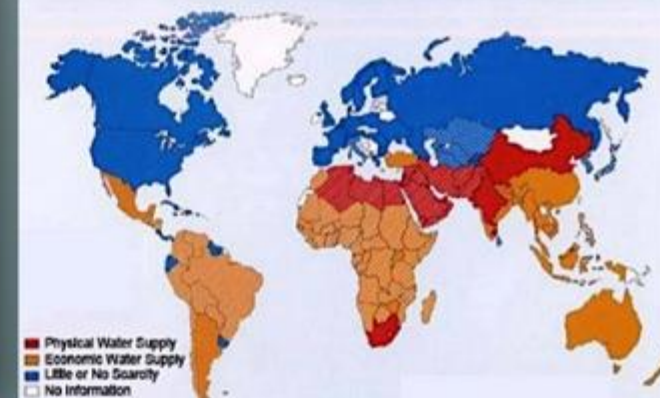 Physical Water Supply
Economic Water Supply
Little or No Scarcity
No Information